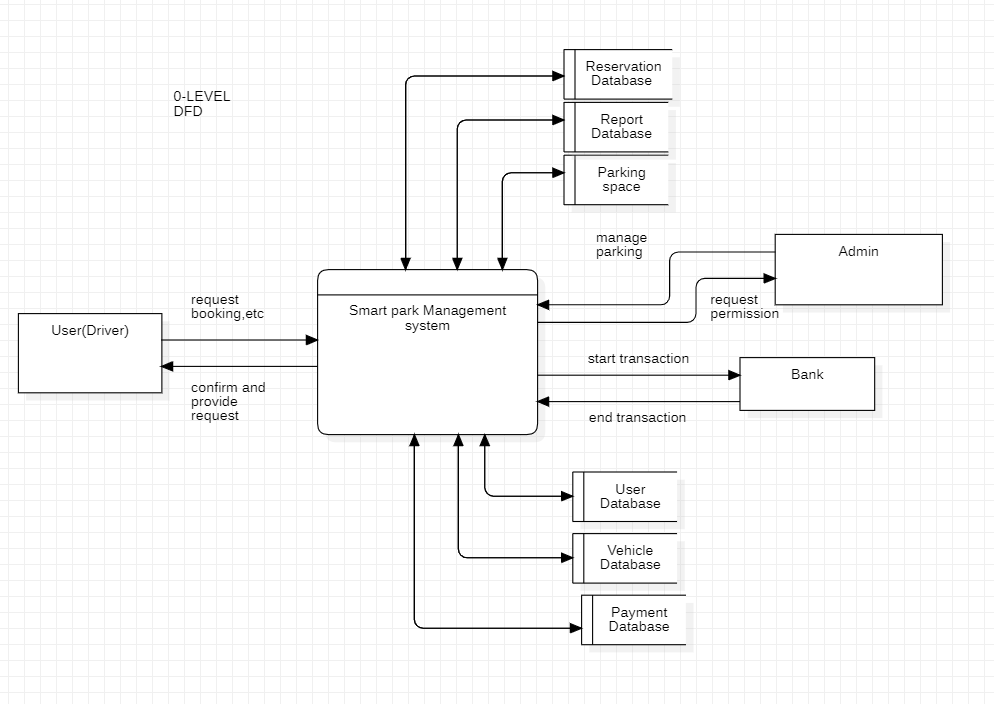 0-LEVEL
DFD
Reservation
Database
Report
Database
Parking
space
manage
parking
Admin
request
permission
request
booking,etc
User(Driver)
Smart park Management
system
confirm and
provide
request
start transaction
Bank
end transaction
User
Database
Vehicle
Database
Payment
Database